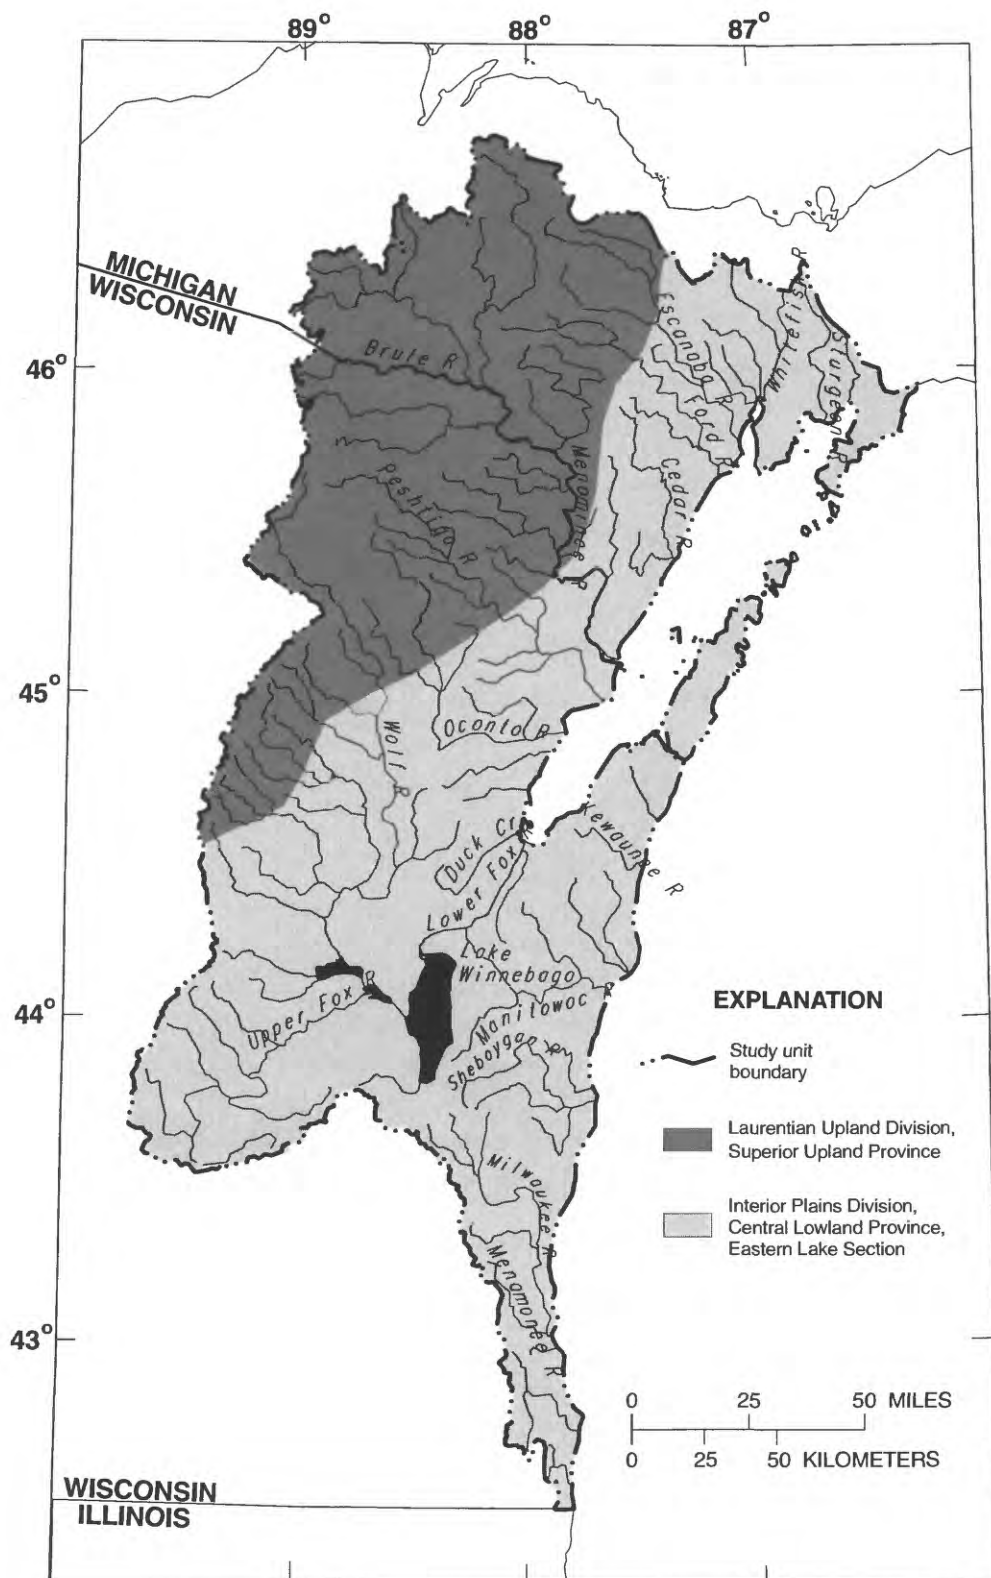 89°
88°
87°
MICHIGAN
WISCONSIN
46°
45°
44°
43°
Brule R
Escanaba R
Ford R
Whitefish R
Sturgeon R
Cedar R
Menominee R
Peshtigo R
Oconto R
Wolf R
Duck Cr
Lower Fox R
Kewaunee R
Lake
Winnebago
Upper Fox R
Manitowoc R
Sheboygan R
Milwaukee R
Menomonee R
EXPLANATION
Study unit
boundary
Laurentian Upland Division,
Superior Upland Province
Interior Plains Division,
Central Lowland Province,
Eastern Lake Section
0 25 50 MILES
0 25 50 KILOMETERS
WISCONSIN
ILLINOIS